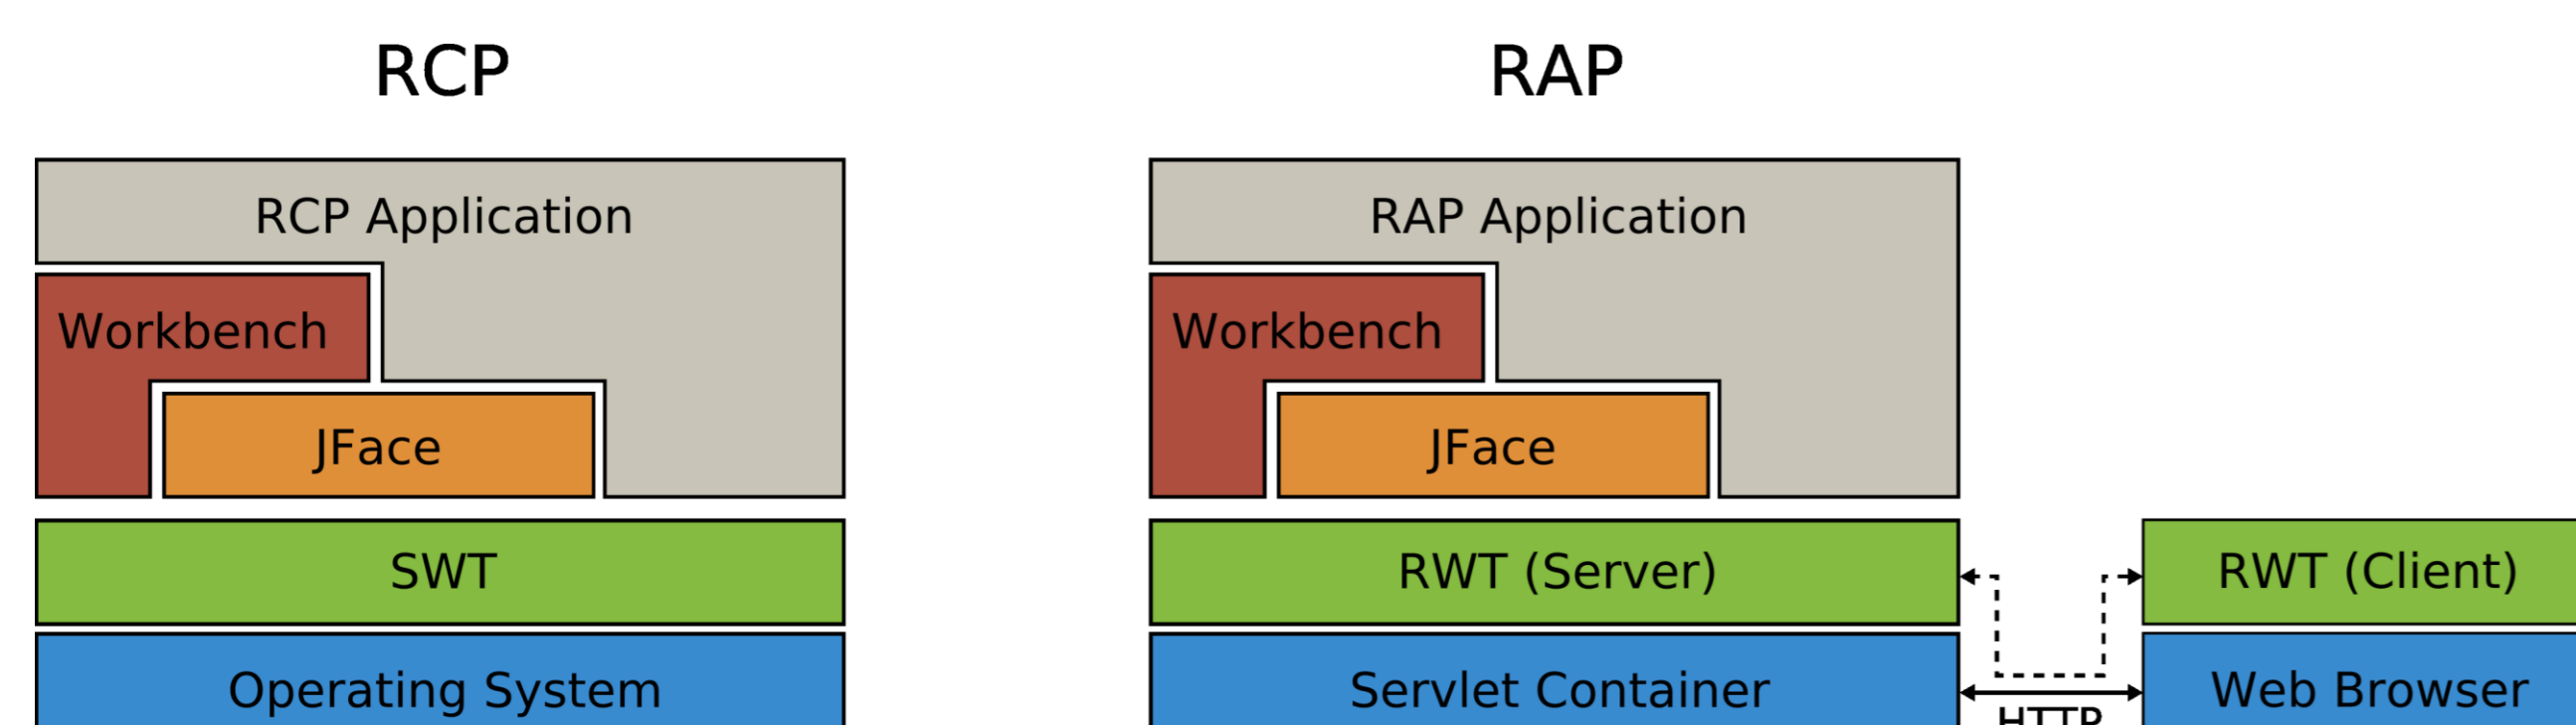 RCP
RCP Application
Workbench
JFace
SWT
Operating System
RAP
RAP Application
Workbench
JFace
RWT (Server)
Servlet Container
RWT (Client)
Web Browser
HTTP